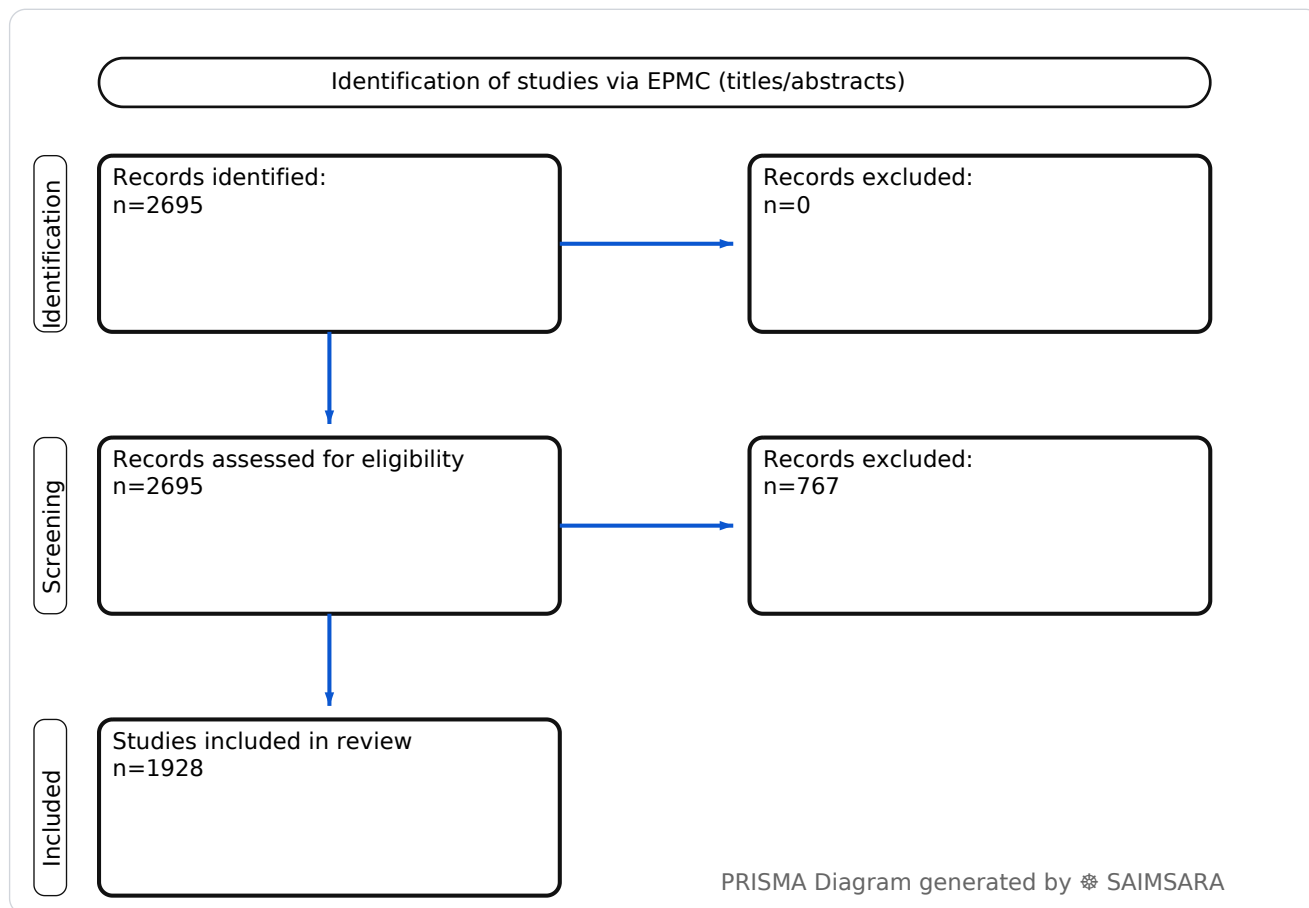 Identification of studies via EPMC (titles/abstracts)
Identification
Records identified:
n=2695
Records excluded:
n=0
Screening
Records assessed for eligibility
n=2695
Records excluded:
n=767
Included
Studies included in review
n=1928
PRISMA Diagram generated by ☸ SAIMSARA